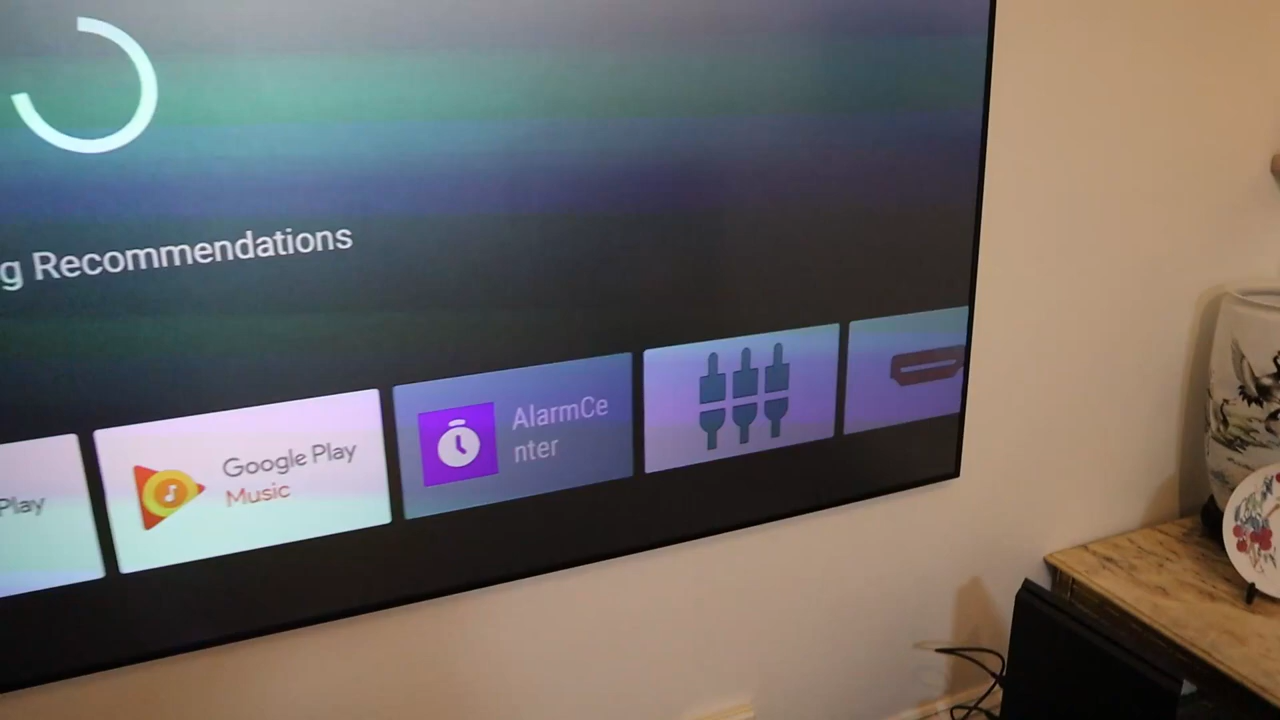 g Recommendations
Play
Google Play
Music
AlarmCe
nter